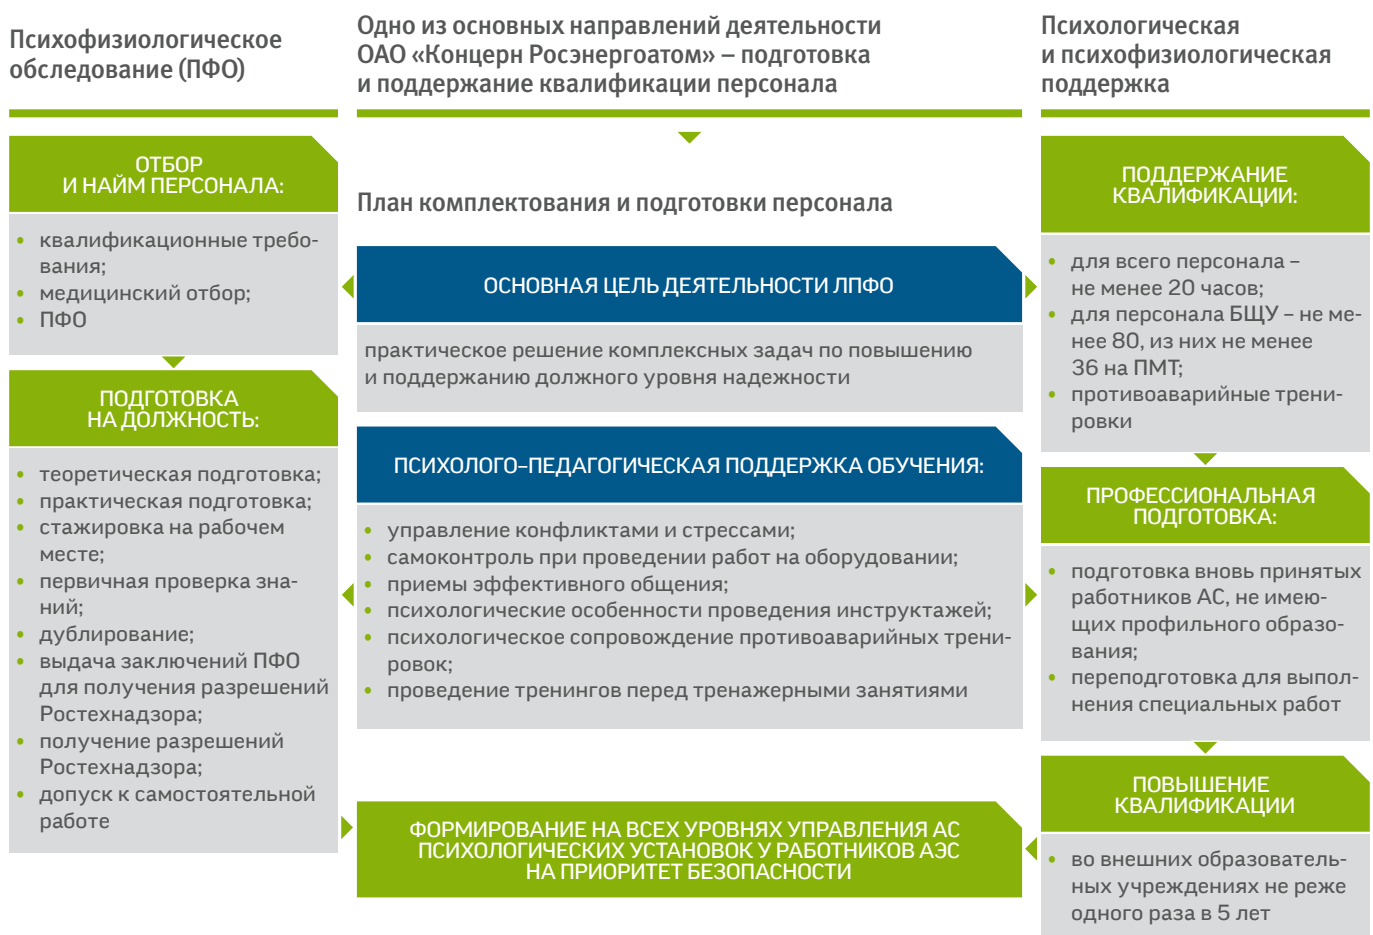 Психофизиологическое
обследование (ПФО)
ОТБОР
И НАЙМ ПЕРСОНАЛА:
• квалификационные требо-
вания;
• медицинский отбор;
• ПФО
ПОДГОТОВКА
НА ДОЛЖНОСТЬ:
• теоретическая подготовка;
• практическая подготовка;
• стажировка на рабочем
месте;
• первичная проверка зна-
ний;
• дублирование;
• выдача заключений ПФО
для получения разрешений
Ростехнадзора;
• получение разрешений
Ростехнадзора;
• допуск к самостоятельной
работе
Одно из основных направлений деятельности
ОАО «Концерн Росэнергоатом» – подготовка
и поддержание квалификации персонала
План комплектования и подготовки персонала
ОСНОВНАЯ ЦЕЛЬ ДЕЯТЕЛЬНОСТИ ЛПФО
практическое решение комплексных задач по повышению
и поддержанию должного уровня надежности
ПСИХОЛОГО-ПЕДАГОГИЧЕСКАЯ ПОДДЕРЖКА ОБУЧЕНИЯ:
• управление конфликтами и стрессами;
• самоконтроль при проведении работ на оборудовании;
• приемы эффективного общения;
• психологические особенности проведения инструктажей;
• психологическое сопровождение противоаварийных трени-
ровок;
• проведение тренингов перед тренажерными занятиями
ФОРМИРОВАНИЕ НА ВСЕХ УРОВНЯХ УПРАВЛЕНИЯ АС
ПСИХОЛОГИЧЕСКИХ УСТАНОВОК У РАБОТНИКОВ АЭС
НА ПРИОРИТЕТ БЕЗОПАСНОСТИ
Психологическая
и психофизиологическая
поддержка
ПОДДЕРЖАНИЕ
КВАЛИФИКАЦИИ:
• для всего персонала –
не менее 20 часов;
• для персонала БЩУ – не ме-
нее 80, из них не менее
36 на ПМТ;
• противоаварийные трени-
ровки
ПРОФЕССИОНАЛЬНАЯ
ПОДГОТОВКА:
• подготовка вновь принятых
работников АС, не имею-
щих профильного образо-
вания;
• переподготовка для выпол-
нения специальных работ
ПОВЫШЕНИЕ
КВАЛИФИКАЦИИ
• во внешних образователь-
ных учреждениях не реже
одного раза в 5 лет